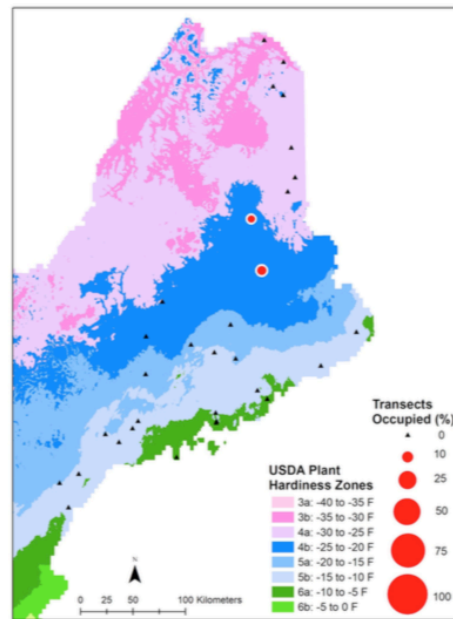 Transects
Occupied (%)
0
10
25
50
75
100
USDA Plant
Hardiness Zones
3a: -40 to -35 F
3b: -35 to -30 F
4a: -30 to -25 F
4b: -25 to -20 F
5a: -20 to -15 F
5b: -15 to -10 F
6a: -10 to -5 F
6b: -5 to 0 F
N
0 25 50 100 Kilometers